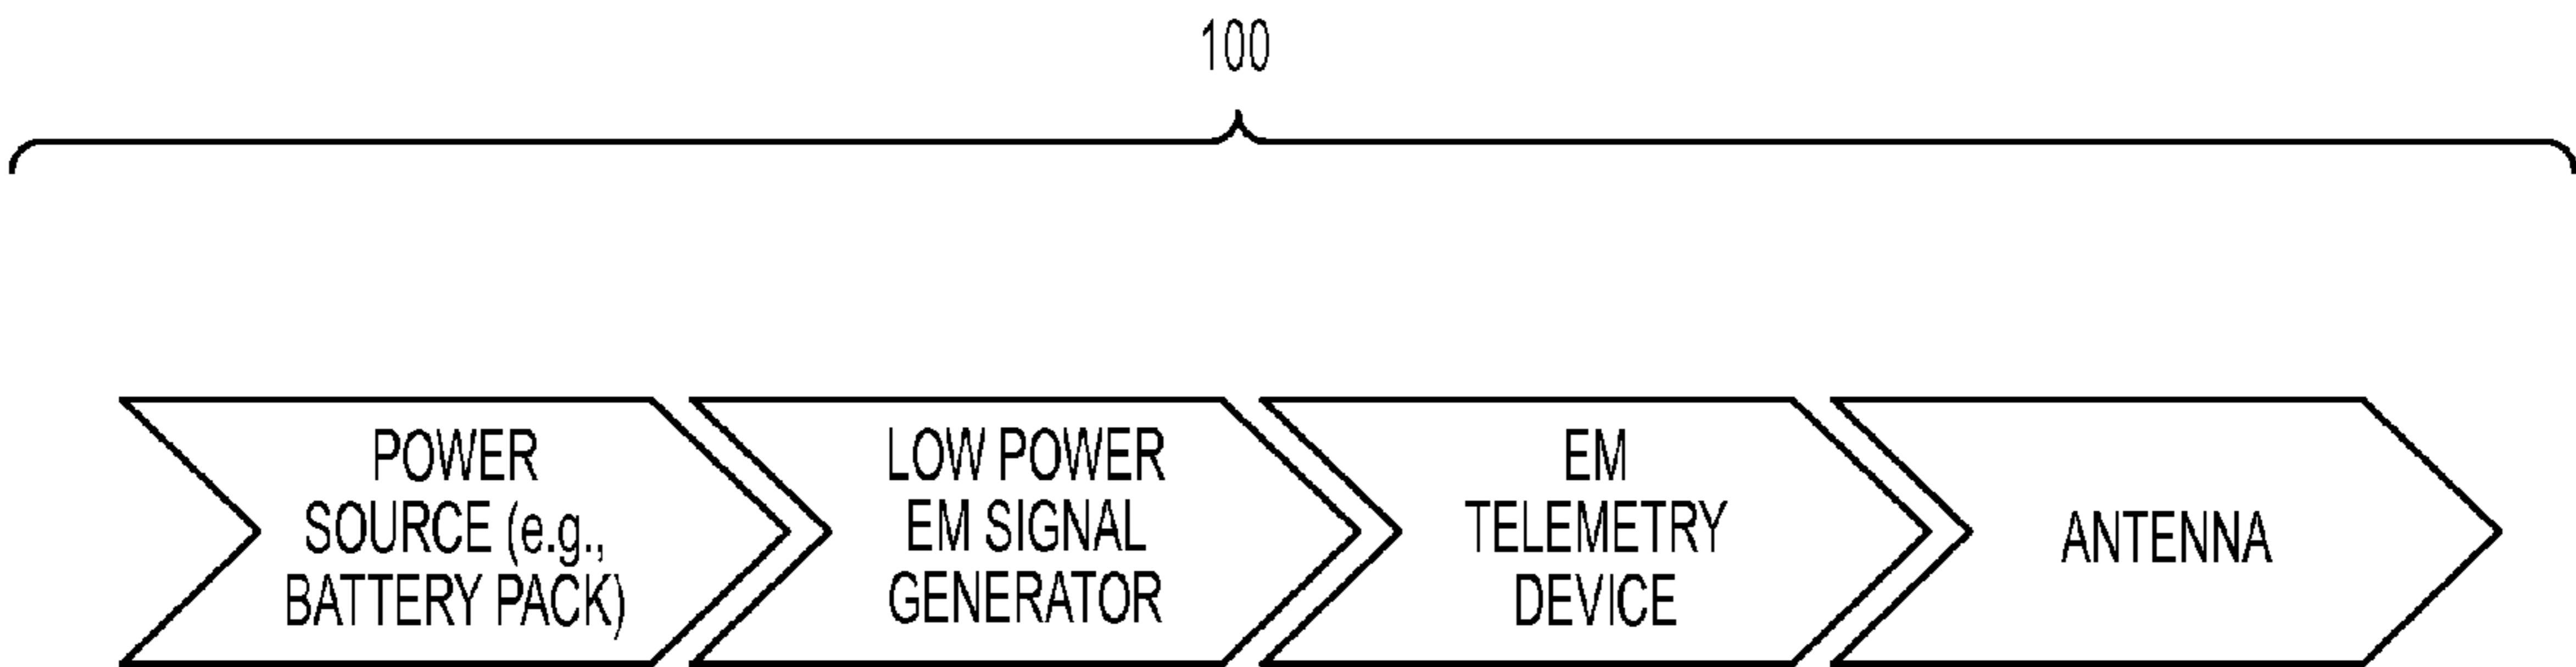 100
POWER
SOURCE (e.g.,
BATTERY PACK)
LOW POWER
EM SIGNAL
GENERATOR
EM
TELEMETRY
DEVICE
ANTENNA